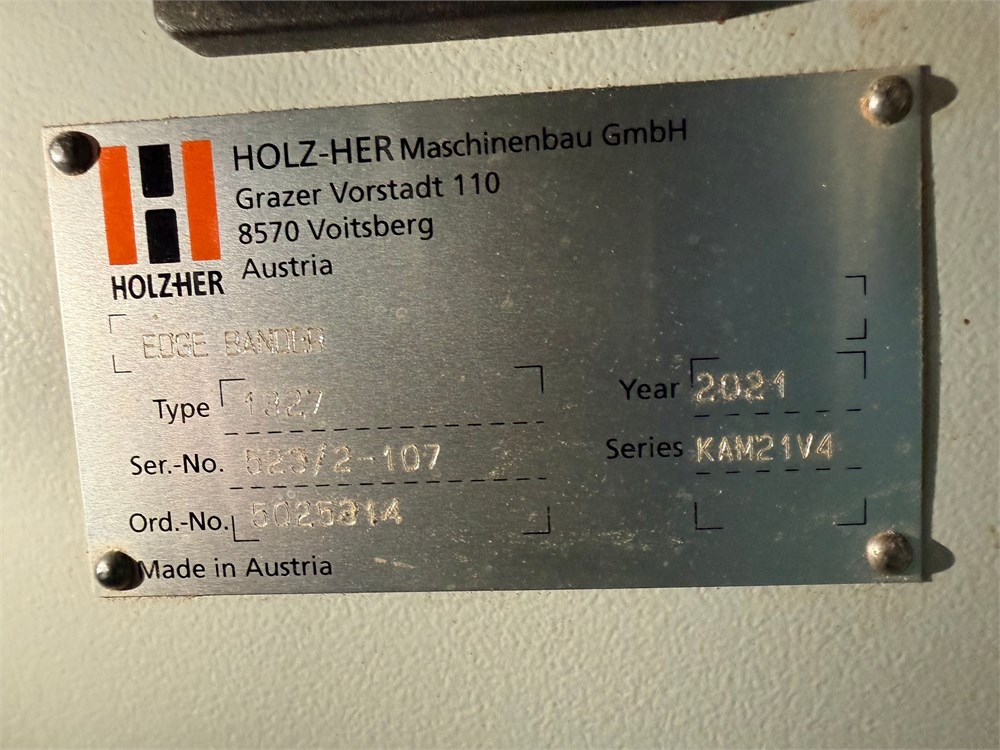 HOLZ-HER Maschinenbau GmbH
Grazer Vorstadt 110
8570 Voitsberg
Austria
HOLZ-HER
EDGE BANDER
Type 1327
Year 2021
Ser.-No. 523/2-107
Series KAM21V4
Ord.-No. 5025314
Made in Austria